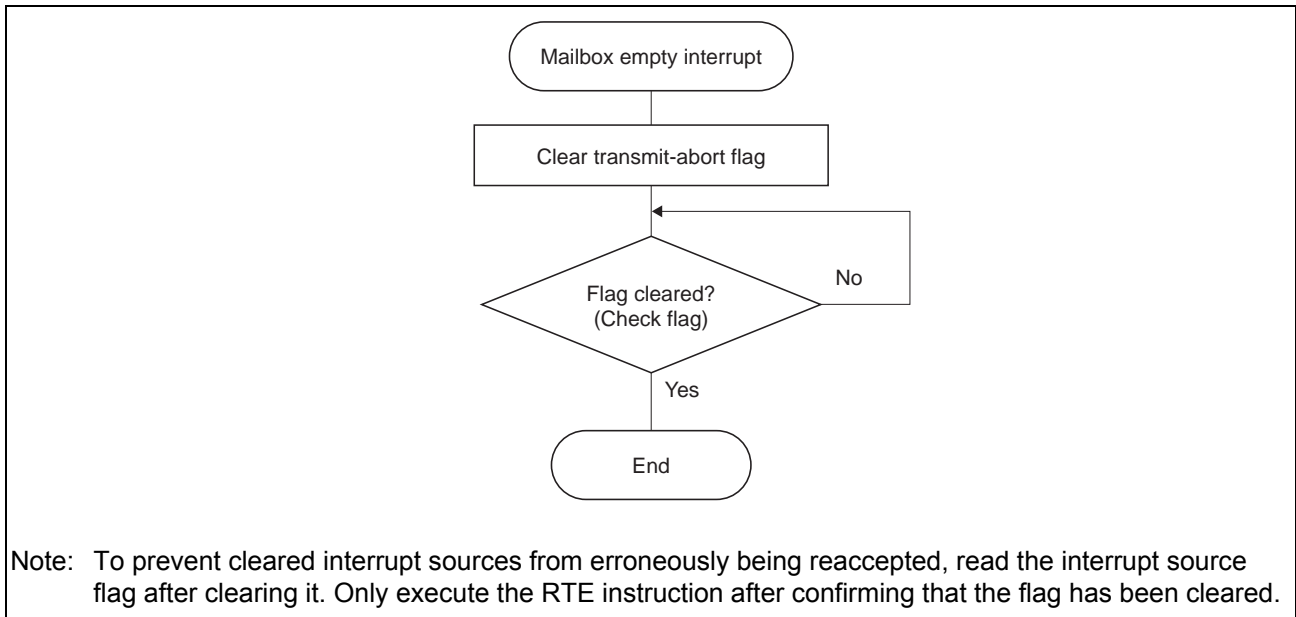 Mailbox empty interrupt
Clear transmit-abort flag
No
Flag cleared?
(Check flag)
Yes
End
Note: To prevent cleared interrupt sources from erroneously being reaccepted, read the interrupt source
flag after clearing it. Only execute the RTE instruction after confirming that the flag has been cleared.